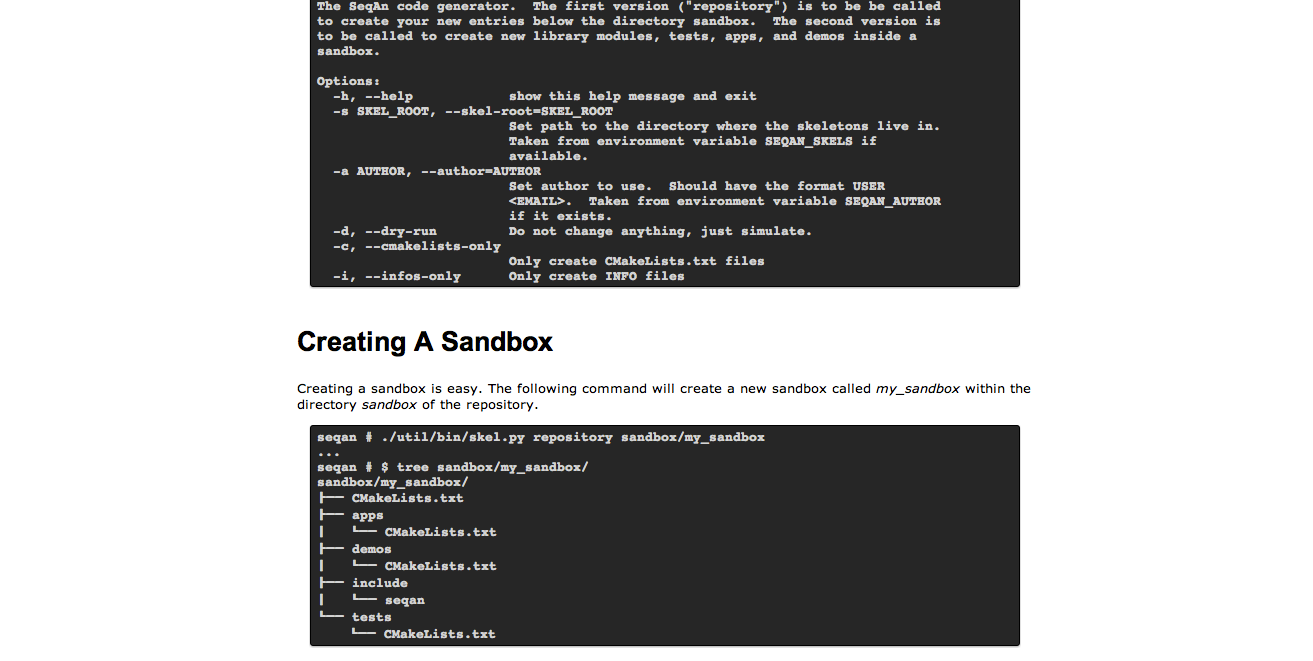 The SeqAn code generator.  The first version ("repository") is to be be called
to create your new entries below the directory sandbox.  The second version is
to be called to create new library modules, tests, apps, and demos inside a
sandbox.

Options:
  -h, --help            show this help message and exit
  -s SKEL_ROOT, --skel-root=SKEL_ROOT
                        Set path to the directory where the skeletons live in.
                        Taken from environment variable SEQAN_SKELS if
                        available.
  -a AUTHOR, --author=AUTHOR
                        Set author to use.  Should have the format USER
                        <EMAIL>.  Taken from environment variable SEQAN_AUTHOR
                        if it exists.
  -d, --dry-run         Do not change anything, just simulate.
  -c, --cmakelists-only
                        Only create CMakeLists.txt files
  -i, --infos-only      Only create INFO files
Creating A Sandbox
Creating a sandbox is easy. The following command will create a new sandbox called my_sandbox within the
directory sandbox of the repository.
seqan # ./util/bin/skel.py repository sandbox/my_sandbox
...
seqan # $ tree sandbox/my_sandbox/
sandbox/my_sandbox/
├── CMakeLists.txt
├── apps
│   └── CMakeLists.txt
├── demos
│   └── CMakeLists.txt
├── include
│   └── seqan
└── tests
    └── CMakeLists.txt